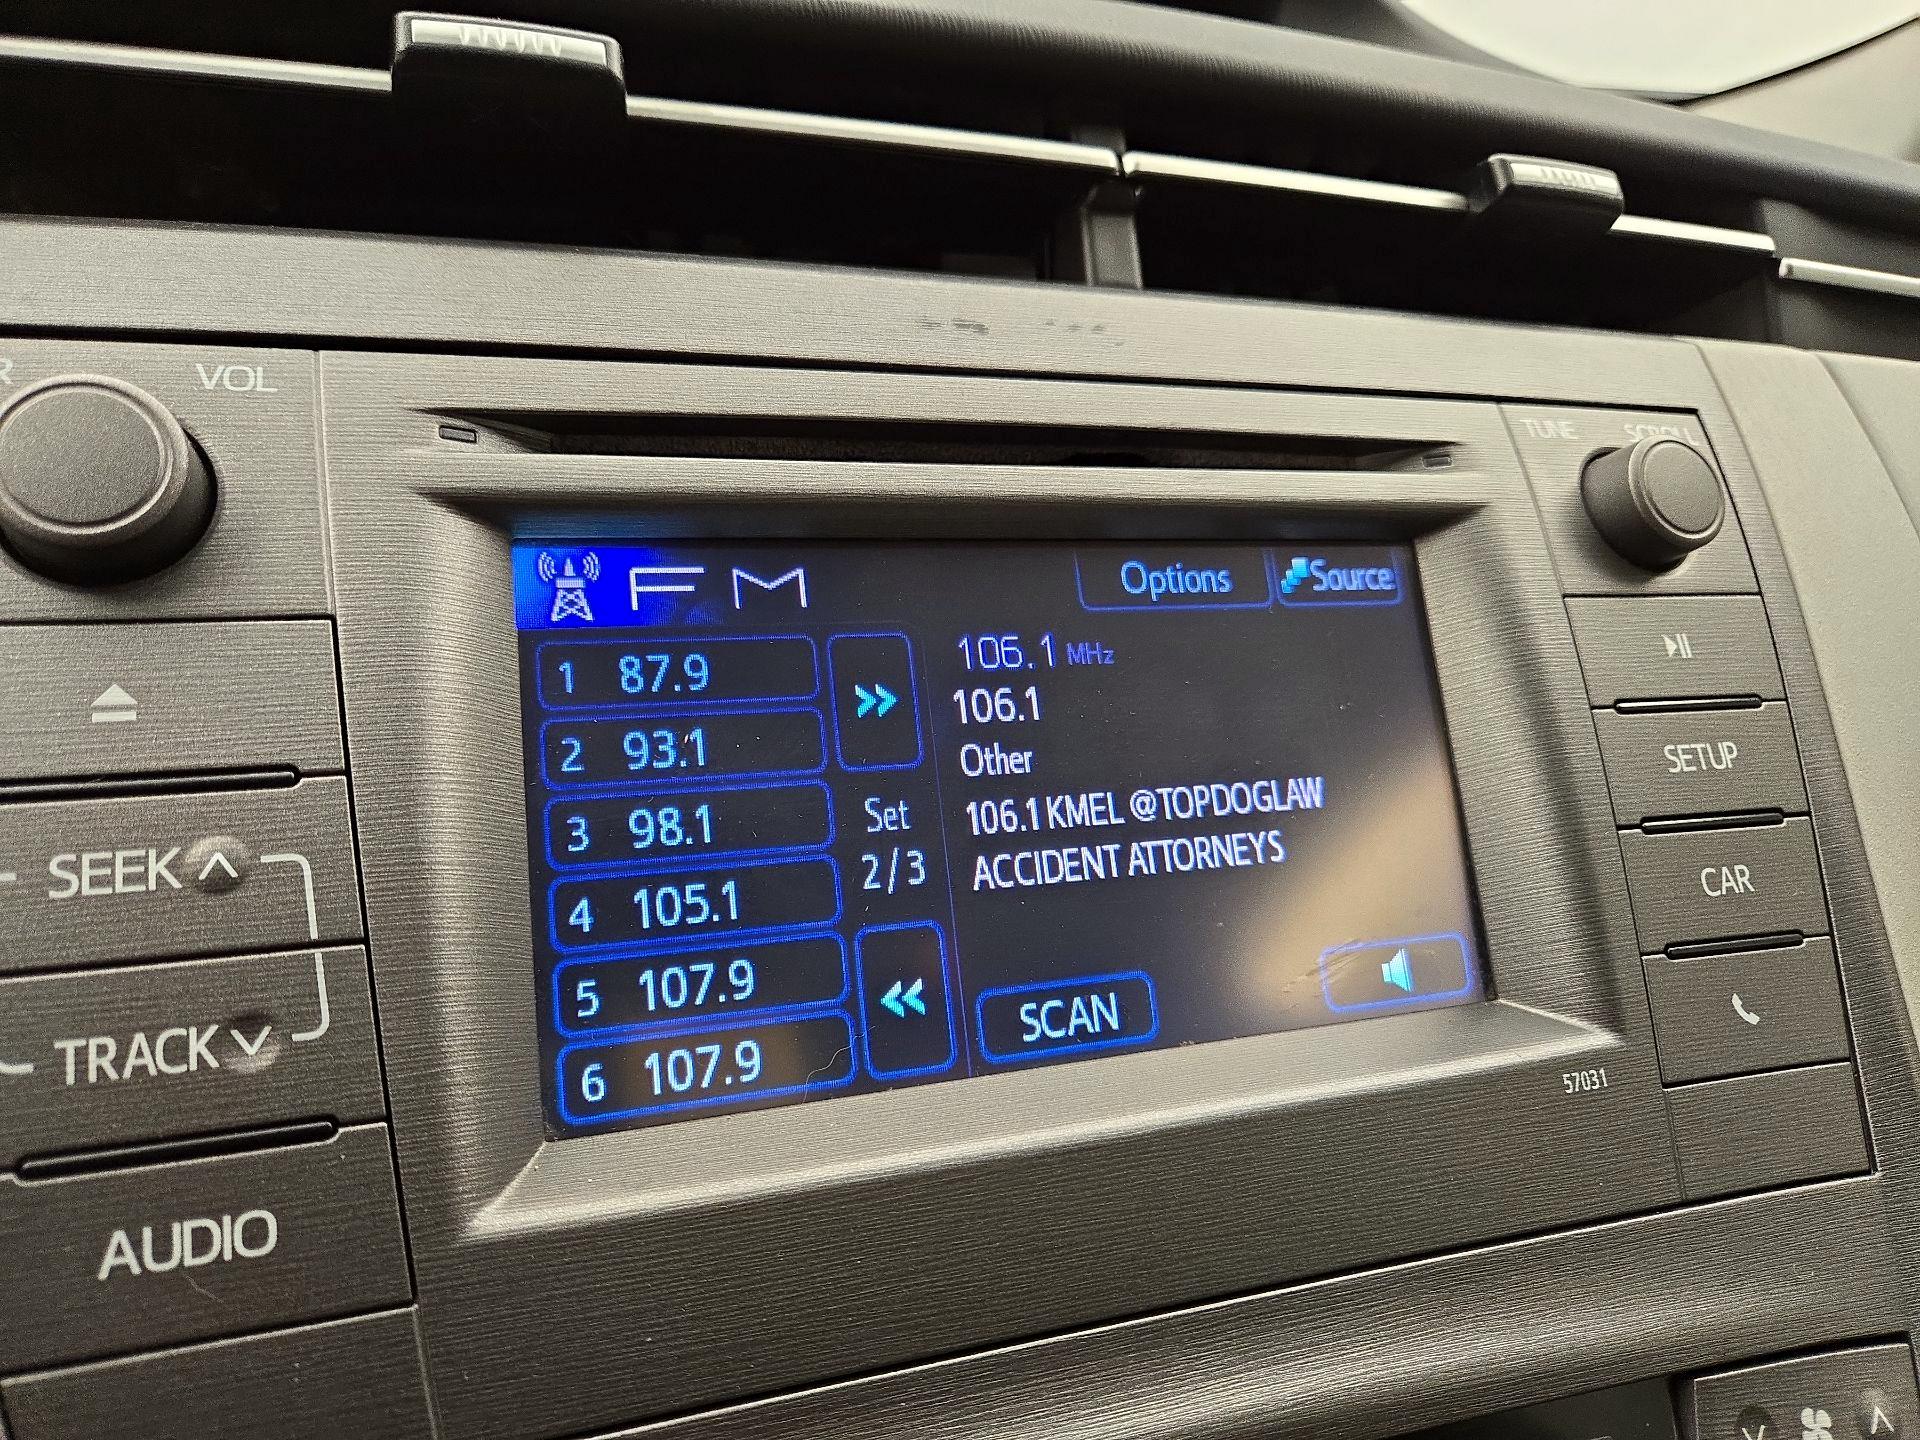 VOL
TUNE SCROLL
FM
Options
Source
1 87.9
2 93.1
3 98.1
4 105.1
5 107.9
6 107.9
Set
2/3
106.1 MHz
106.1
Other
106.1 KMEL @TOPDOGLAW
ACCIDENT ATTORNEYS
SCAN
SEEK
TRACK
AUDIO
SETUP
CAR
57031